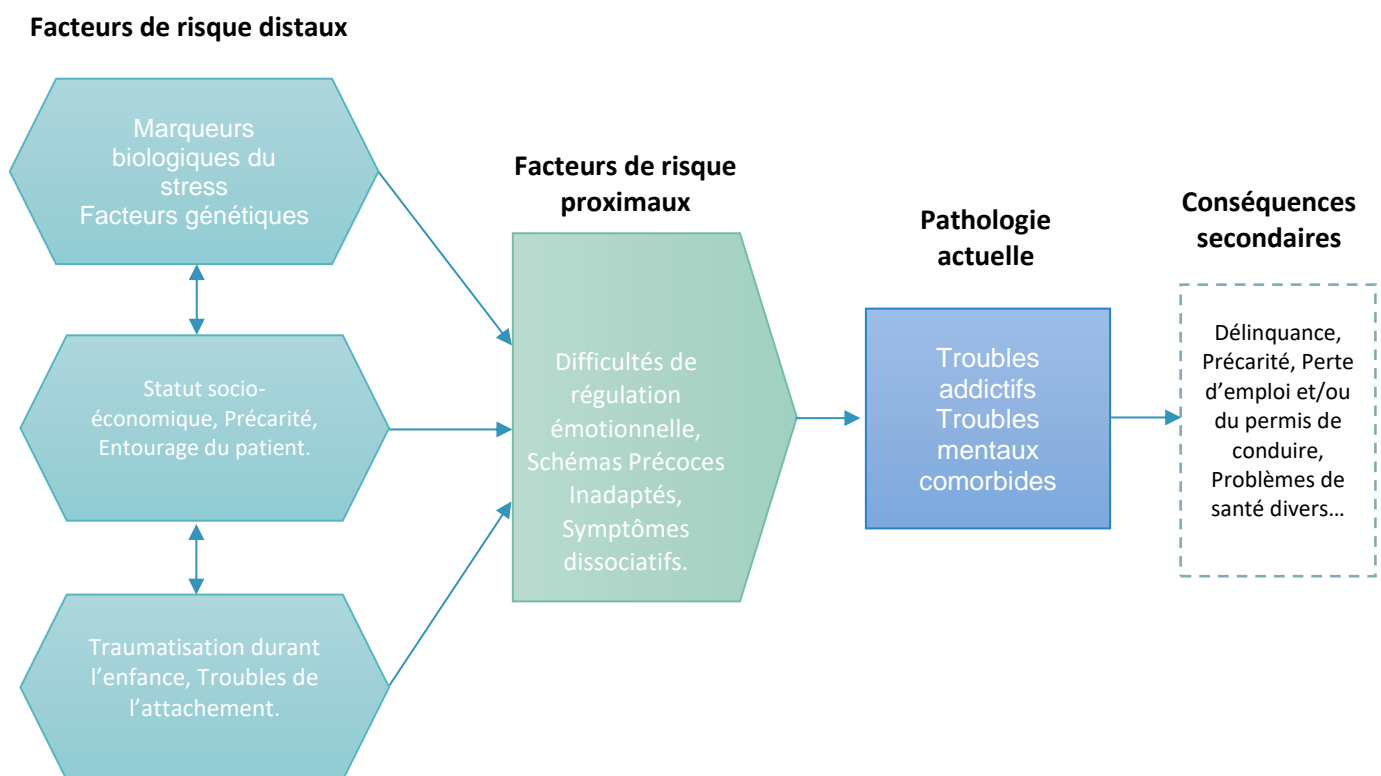 Facteurs de risque distaux
Marqueurs
biologiques du
stress
Facteurs génétiques
Statut socio-
économique, Précarité,
Entourage du patient.
Traumatisation durant
l’enfance, Troubles de
l’attachement.
Facteurs de risque
proximaux
Difficultés de
régulation
émotionnelle,
Schémas Précoces
Inadaptés,
Symptômes
dissociatifs.
Pathologie
actuelle
Troubles
addictifs
Troubles
mentaux
comorbides
Conséquences
secondaires
Délinquance,
Précarité, Perte
d’emploi et/ou
du permis de
conduire,
Problèmes de
santé divers…